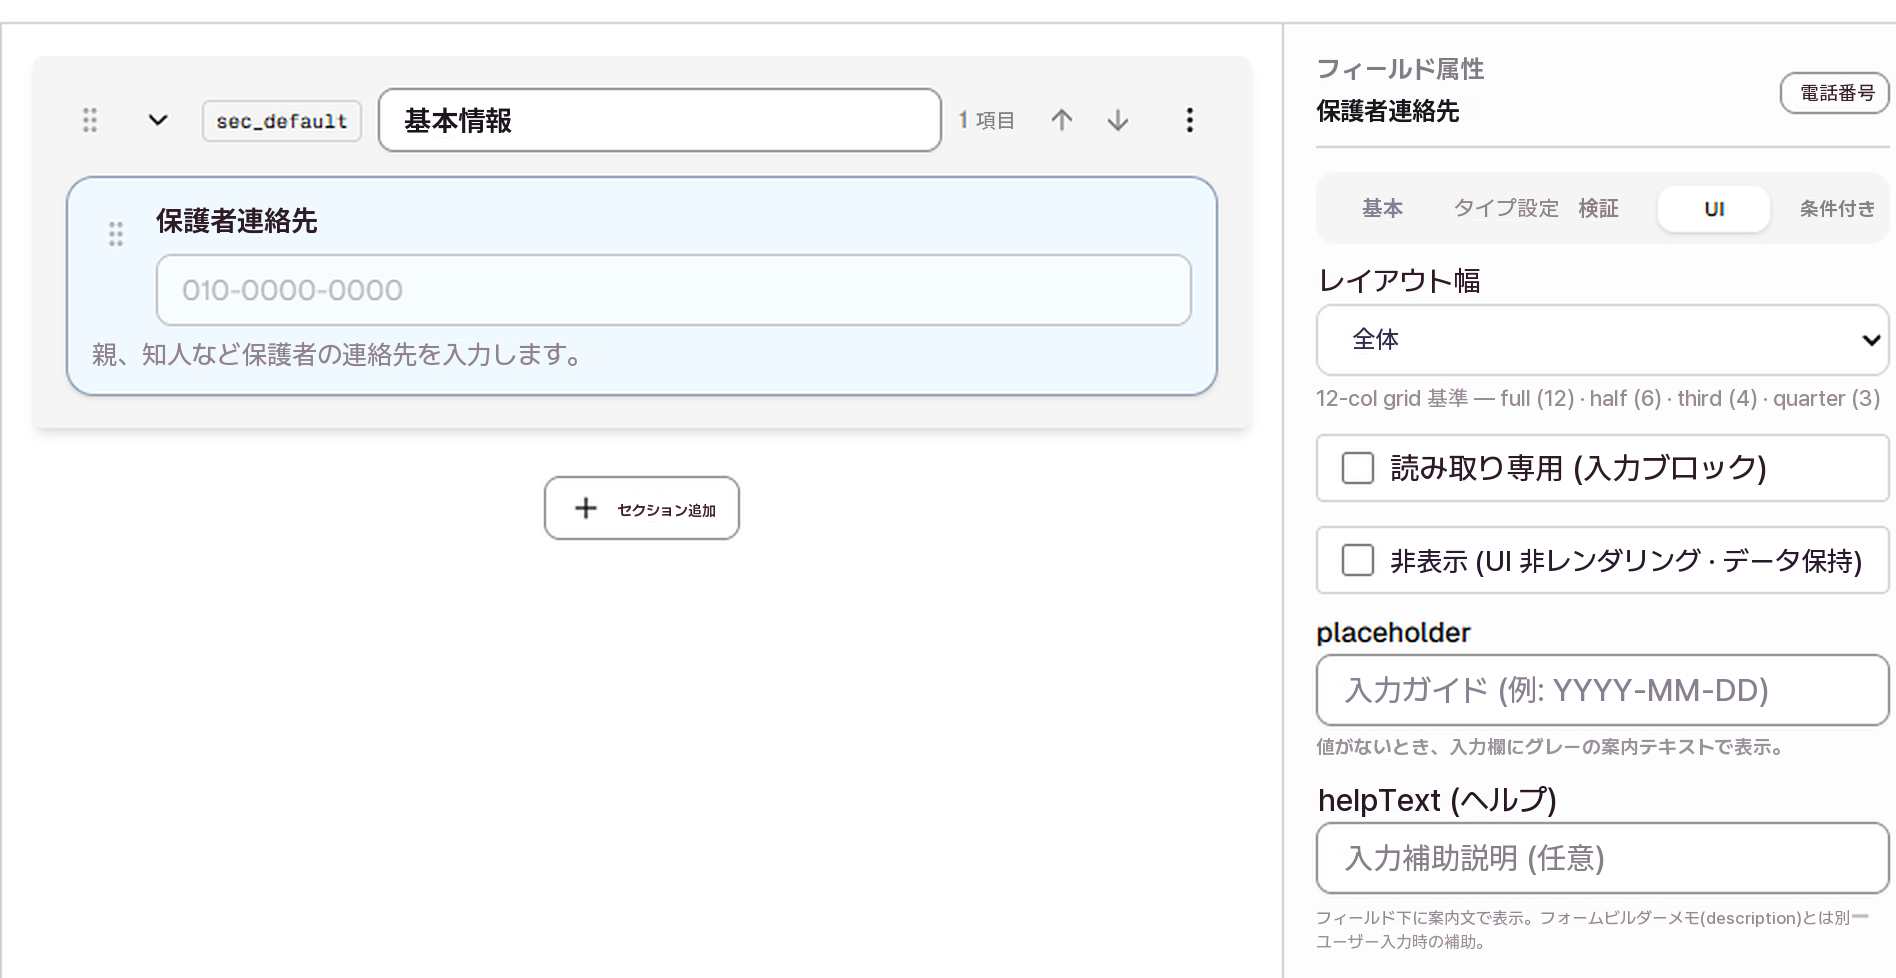 sec_default
基本情報
1 項目
保護者連絡先
010-0000-0000
親、知人など保護者の連絡先を入力します。
セクション追加
フィールド属性
保護者連絡先
電話番号
基本 タイプ設定 検証 UI 条件付き
レイアウト幅
全体
12-col grid 基準 — full (12) · half (6) · third (4) · quarter (3)
読み取り専用 (入力ブロック)
非表示 (UI 非レンダリング · データ保持)
placeholder
入力ガイド (例: YYYY-MM-DD)
値がないとき、入力欄にグレーの案内テキストで表示。
helpText (ヘルプ)
入力補助説明 (任意)
フィールド下に案内文で表示。フォームビルダーメモ(description)とは別—
ユーザー入力時の補助。